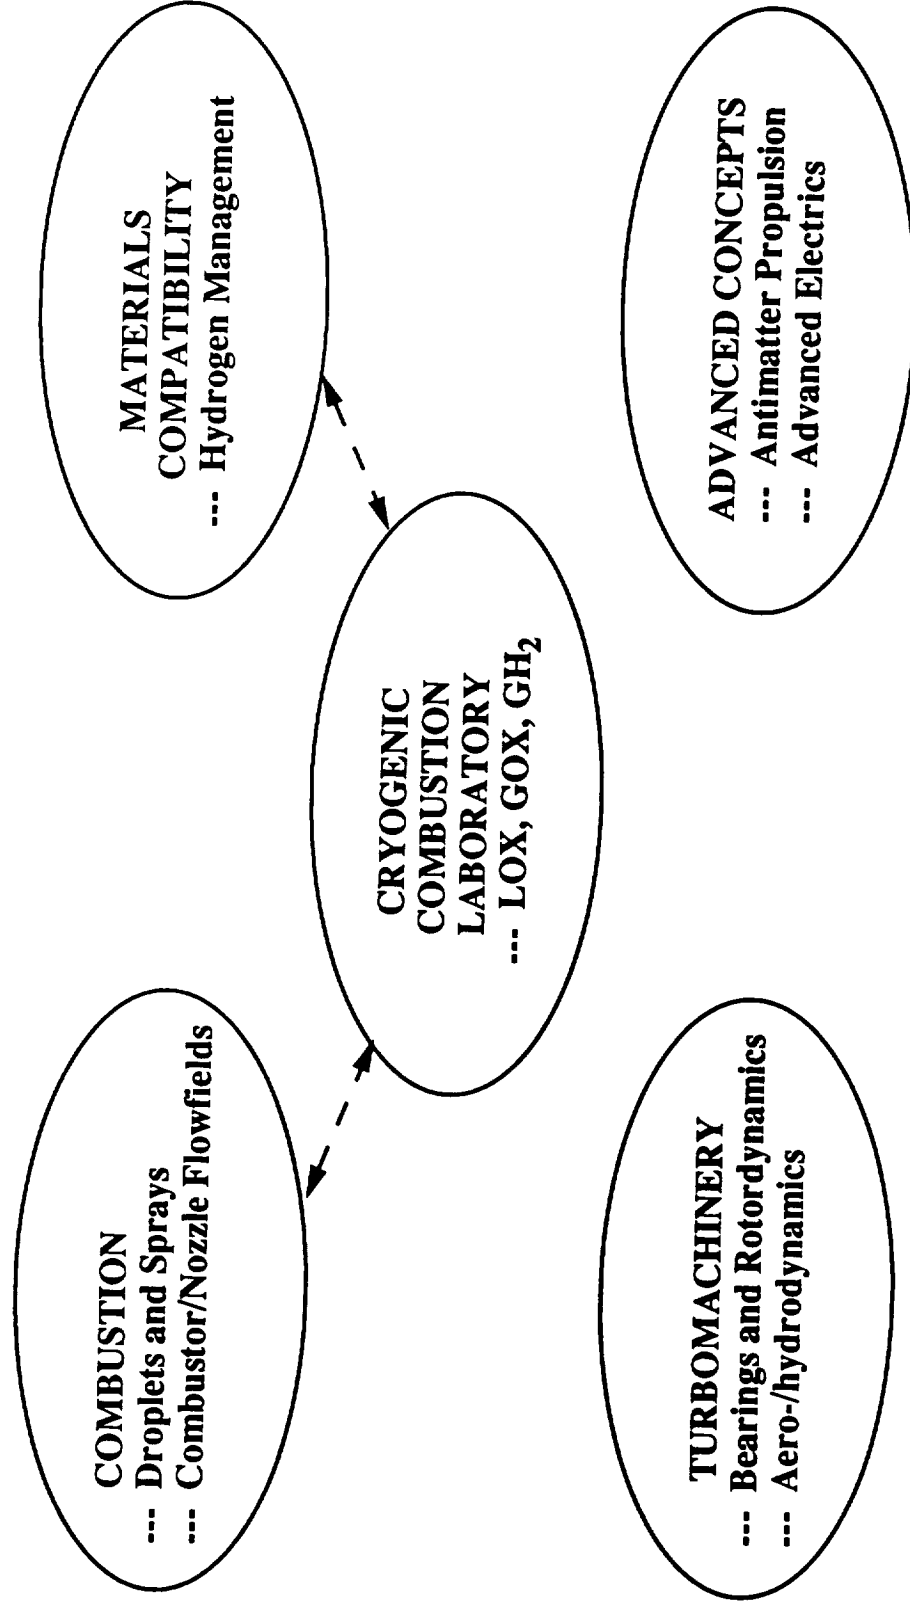 COMBUSTION
--- Droplets and Sprays
--- Combustor/Nozzle Flowfields
MATERIALS
COMPATIBILITY
--- Hydrogen Management
CRYOGENIC
COMBUSTION
LABORATORY
--- LOX, GOX, GH₂
TURBOMACHINERY
--- Bearings and Rotordynamics
--- Aero-/hydrodynamics
ADVANCED CONCEPTS
--- Antimatter Propulsion
--- Advanced Electrics